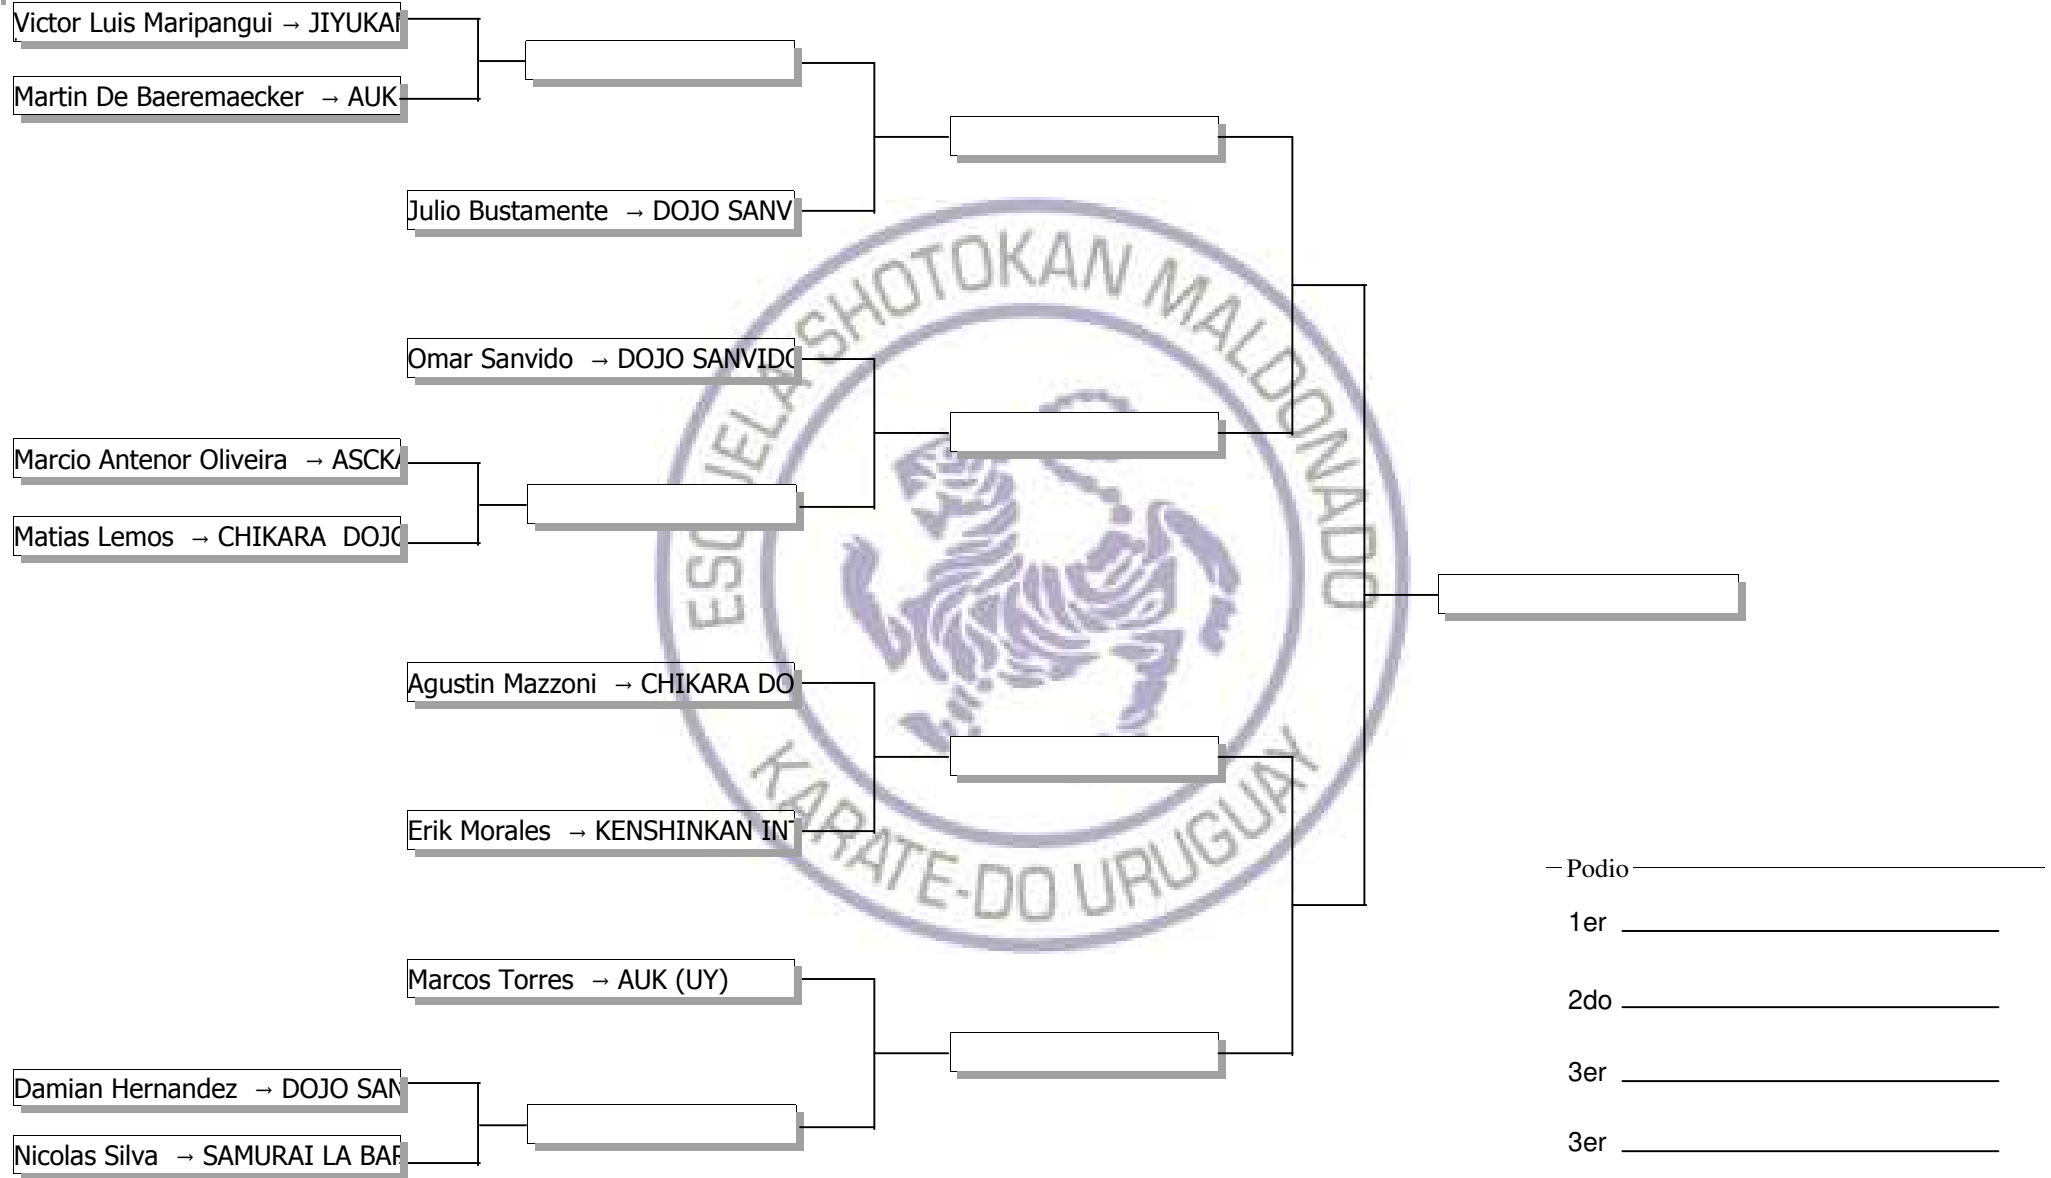 Victor Luis Maripangui → JIYUKAN
Martin De Baeremaecker → AUK
Julio Bustamente → DOJO SANV
Omar Sanvido → DOJO SANVIDO
Marcio Antenor Oliveira → ASCKA
Matias Lemos → CHIKARA DOJO
Agustin Mazzoni → CHIKARA DO
Erik Morales → KENSHINKAN INT
Marcos Torres → AUK (UY)
Damian Hernandez → DOJO SAN
Nicolas Silva → SAMURAI LA BAR
ESCUELA SHOTOKAN MALDONADO
KARATE-DO URUGUAY
Podio
1er
2do
3er
3er